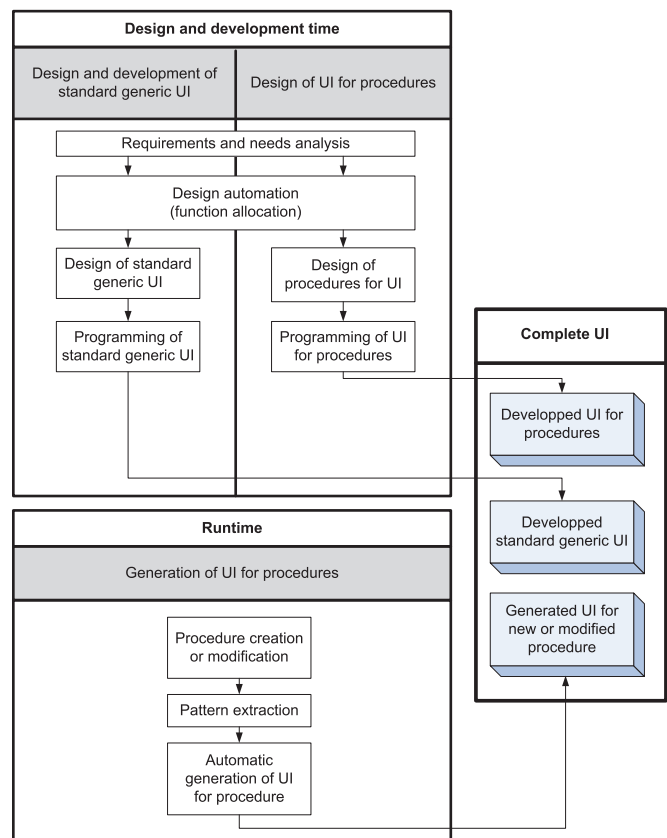 Design and development time
Design and development of
standard generic UI
Design of UI for procedures
Requirements and needs analysis
Design automation
(function allocation)
Design of standard
generic UI
Design of
procedures for UI
Programming of
standard generic UI
Programming of UI
for procedures
Complete UI
Developped UI for
procedures
Developped
standard generic UI
Generated UI for
new or modified
procedure
Runtime
Generation of UI for procedures
Procedure creation
or modification
Pattern extraction
Automatic
generation of UI
for procedure